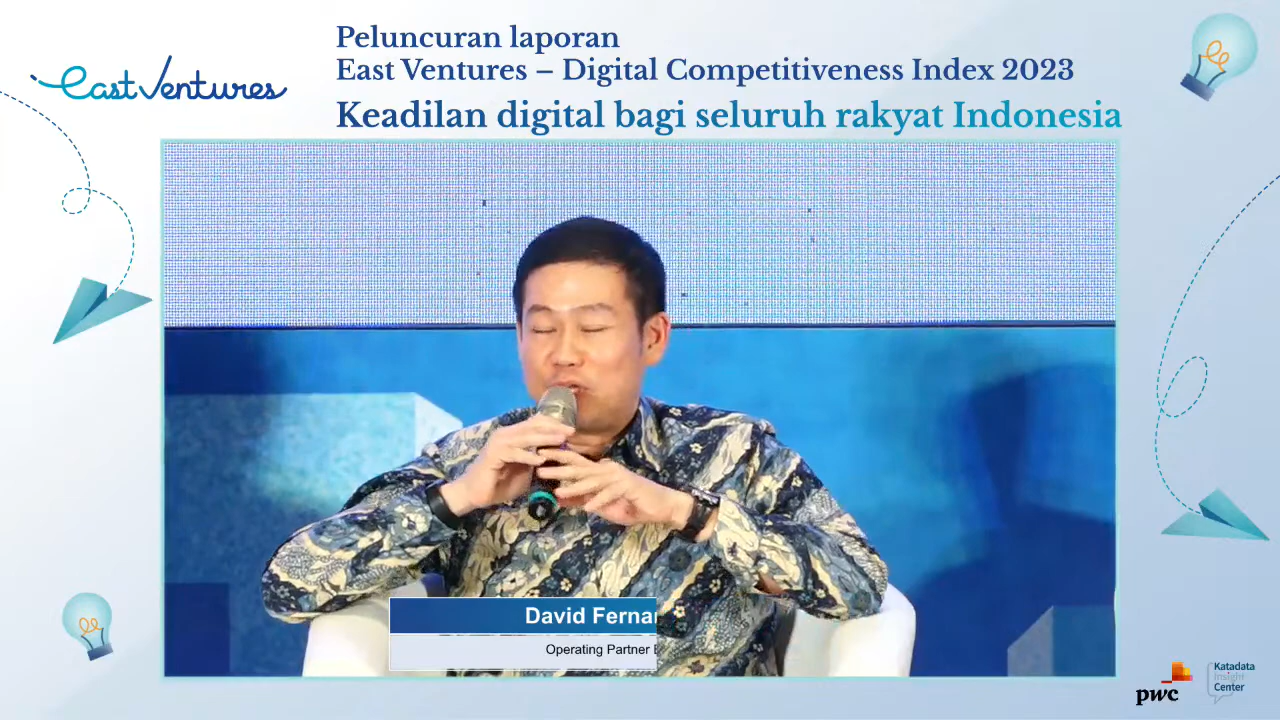 East Ventures
Peluncuran laporan
East Ventures – Digital Competitiveness Index 2023
Keadilan digital bagi seluruh rakyat Indonesia
David
Operating Partner
pwc
Katadata
Insight
Center